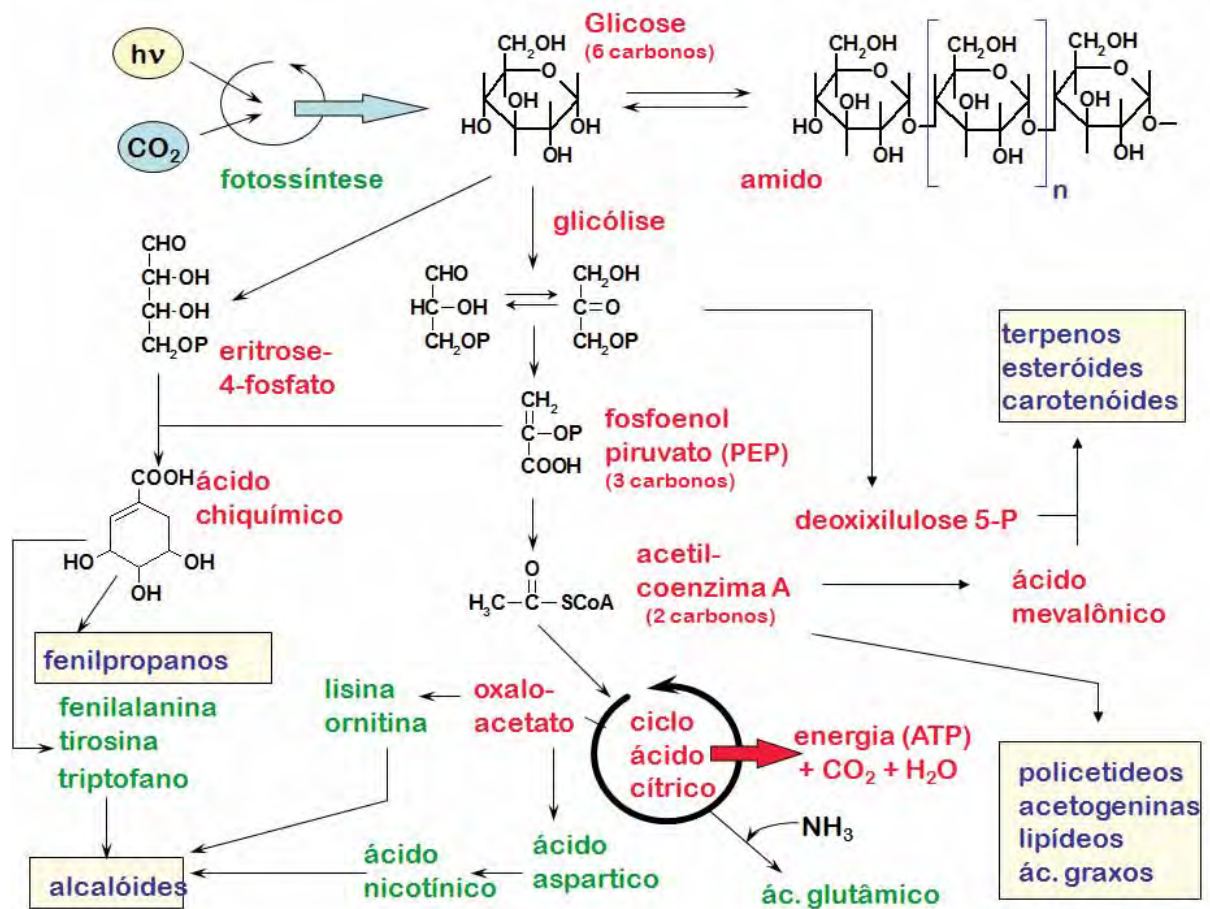 hν
CO₂
fotossíntese
Glicose
(6 carbonos)
CH₂OH
O
OH
HO
OH
OH
amido
CH₂OH
O
OH
HO
OH
O
CH₂OH
O
OH
OH
O
n
CH₂OH
O
OH
OH
O
glicólise
CHO
CH-OH
CH-OH
CH₂OP
eritrose-
4-fosfato
CHO
HC-OH
CH₂OP
CH₂OH
C=O
CH₂OP
terpenos
esteróides
carotenóides
CH₂
C-OP
COOH
fosfoenol
piruvato (PEP)
(3 carbonos)
COOH
HO
OH
OH
ácido
chiquímico
deoxixilulose 5-P
O
H₃C-C-SCoA
acetil-
coenzima A
(2 carbonos)
ácido
mevalônico
fenilpropanos
fenilalanina
tirosina
triptofano
lisina
ornitina
oxalo-
acetato
ciclo
ácido
cítrico
energia (ATP)
+ CO₂ + H₂O
policetideos
acetogeninas
lipídeos
ác. graxos
NH₃
alcalóides
ácido
nicotínico
ácido
aspartico
ác. glutâmico